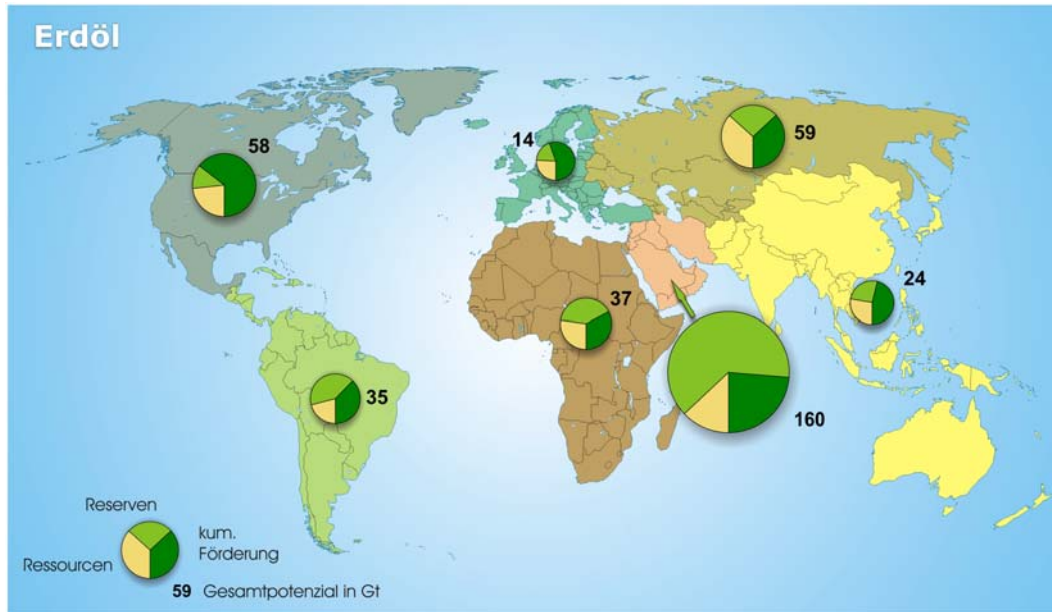 Erdöl
58
14
59
24
37
160
35
Reserven
kum.
Förderung
Ressourcen
59 Gesamtpotenzial in Gt